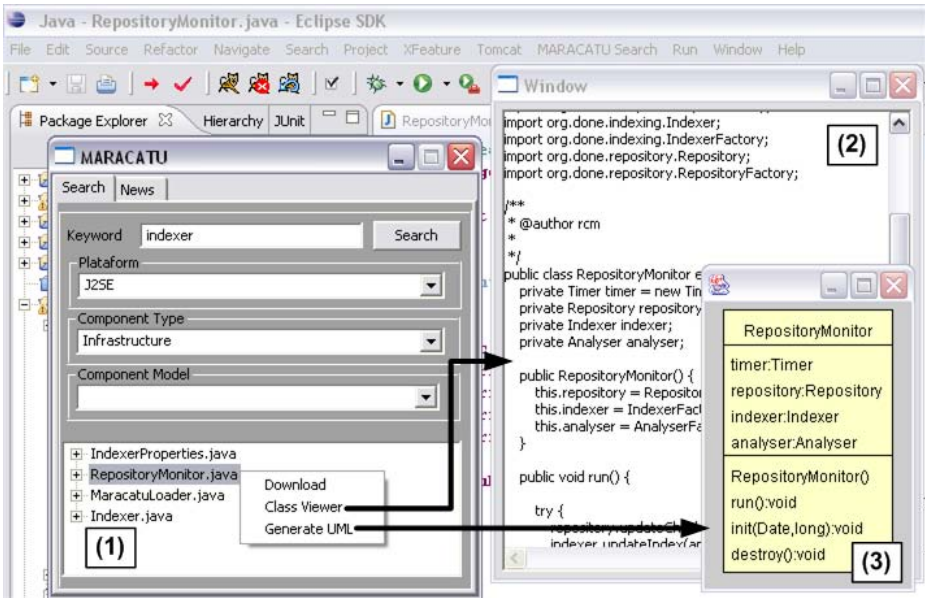 Java - RepositoryMonitor.java - Eclipse SDK
File Edit Source Refactor Navigate Search Project XFeature Tomcat MARACATU Search Run Window Help
Package Explorer Hierarchy JUnit
MARACATU
Search News
Keyword indexer Search
Plataform
J2SE
Component Type
Infrastructure
Component Model
IndexerProperties.java
RepositoryMonitor.java
MaracatuLoader.java
Indexer.java
(1)
Download
Class Viewer
Generate UML
Window
import org.done.indexing.Indexer;
import org.done.indexing.IndexerFactory;
import org.done.repository.Repository;
import org.done.repository.RepositoryFactory;
/**
* @author rcm
*
*/
public class RepositoryMonitor e
private Timer timer = new Tim
private Repository repository
private Indexer indexer;
private Analyser analyser;
public RepositoryMonitor() {
this.repository = Repositor
this.indexer = IndexerFact
this.analyser = AnalyserFa
}
public void run() {
try {
indexer.updateIndex(
(2)
RepositoryMonitor
timer:Timer
repository:Repository
indexer:Indexer
analyser:Analyser
RepositoryMonitor()
run():void
init(Date,long):void
destroy():void
(3)